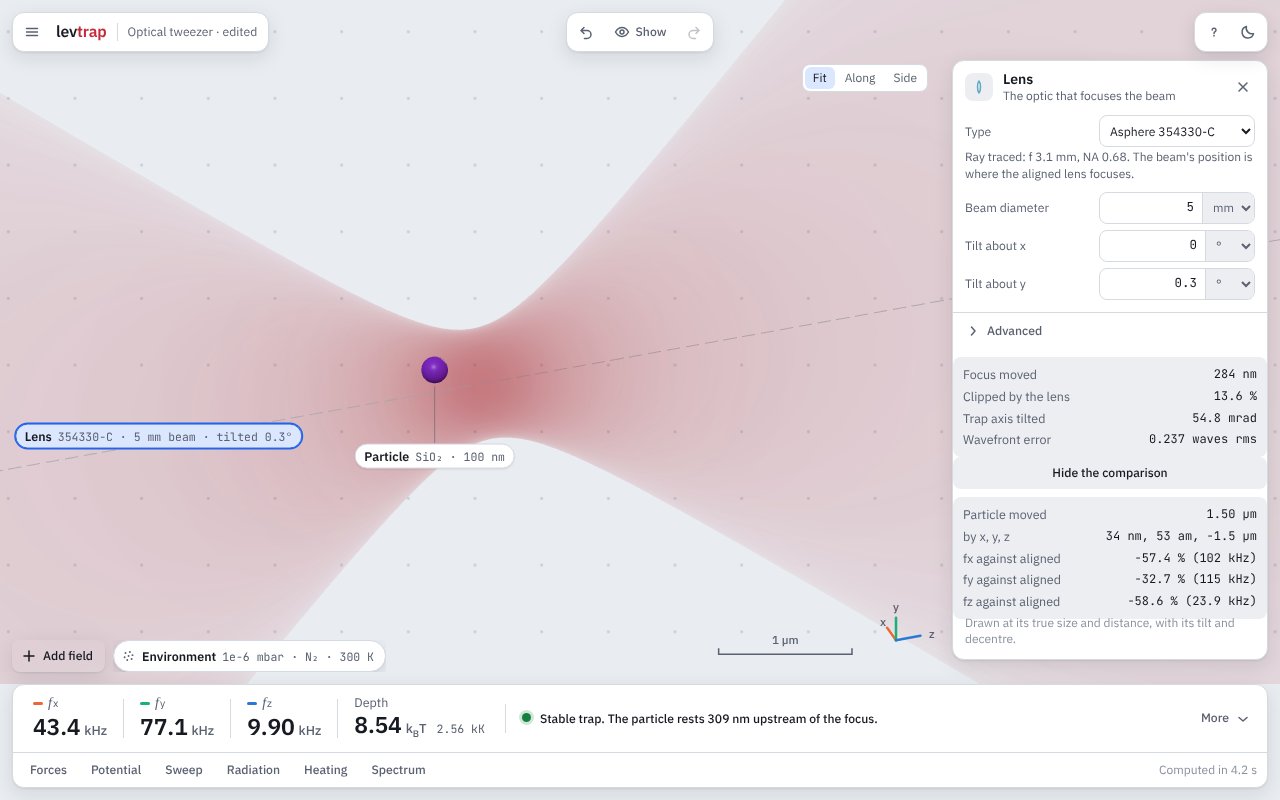 levtrap
Optical tweezer · edited
Show
?
Fit Along Side
Lens
The optic that focuses the beam
Type Asphere 354330-C
Ray traced: f 3.1 mm, NA 0.68. The beam's position is
where the aligned lens focuses.
Beam diameter 5 mm
Tilt about x 0 °
Tilt about y 0.3 °
Advanced
Focus moved 284 nm
Clipped by the lens 13.6 %
Trap axis tilted 54.8 mrad
Wavefront error 0.237 waves rms
Hide the comparison
Particle moved 1.50 µm
by x, y, z 34 nm, 53 am, -1.5 µm
fx against aligned -57.4 % (102 kHz)
fy against aligned -32.7 % (115 kHz)
fz against aligned -58.6 % (23.9 kHz)
Drawn at its true size and distance, with its tilt and
decentre.
Lens 354330-C · 5 mm beam · tilted 0.3°
Particle SiO₂ · 100 nm
1 µm
y
x
z
+ Add field
Environment 1e-6 mbar · N₂ · 300 K
fx
43.4 kHz
fy
77.1 kHz
fz
9.90 kHz
Depth
8.54 kBT 2.56 kK
Stable trap. The particle rests 309 nm upstream of the focus.
More
Forces Potential Sweep Radiation Heating Spectrum
Computed in 4.2 s